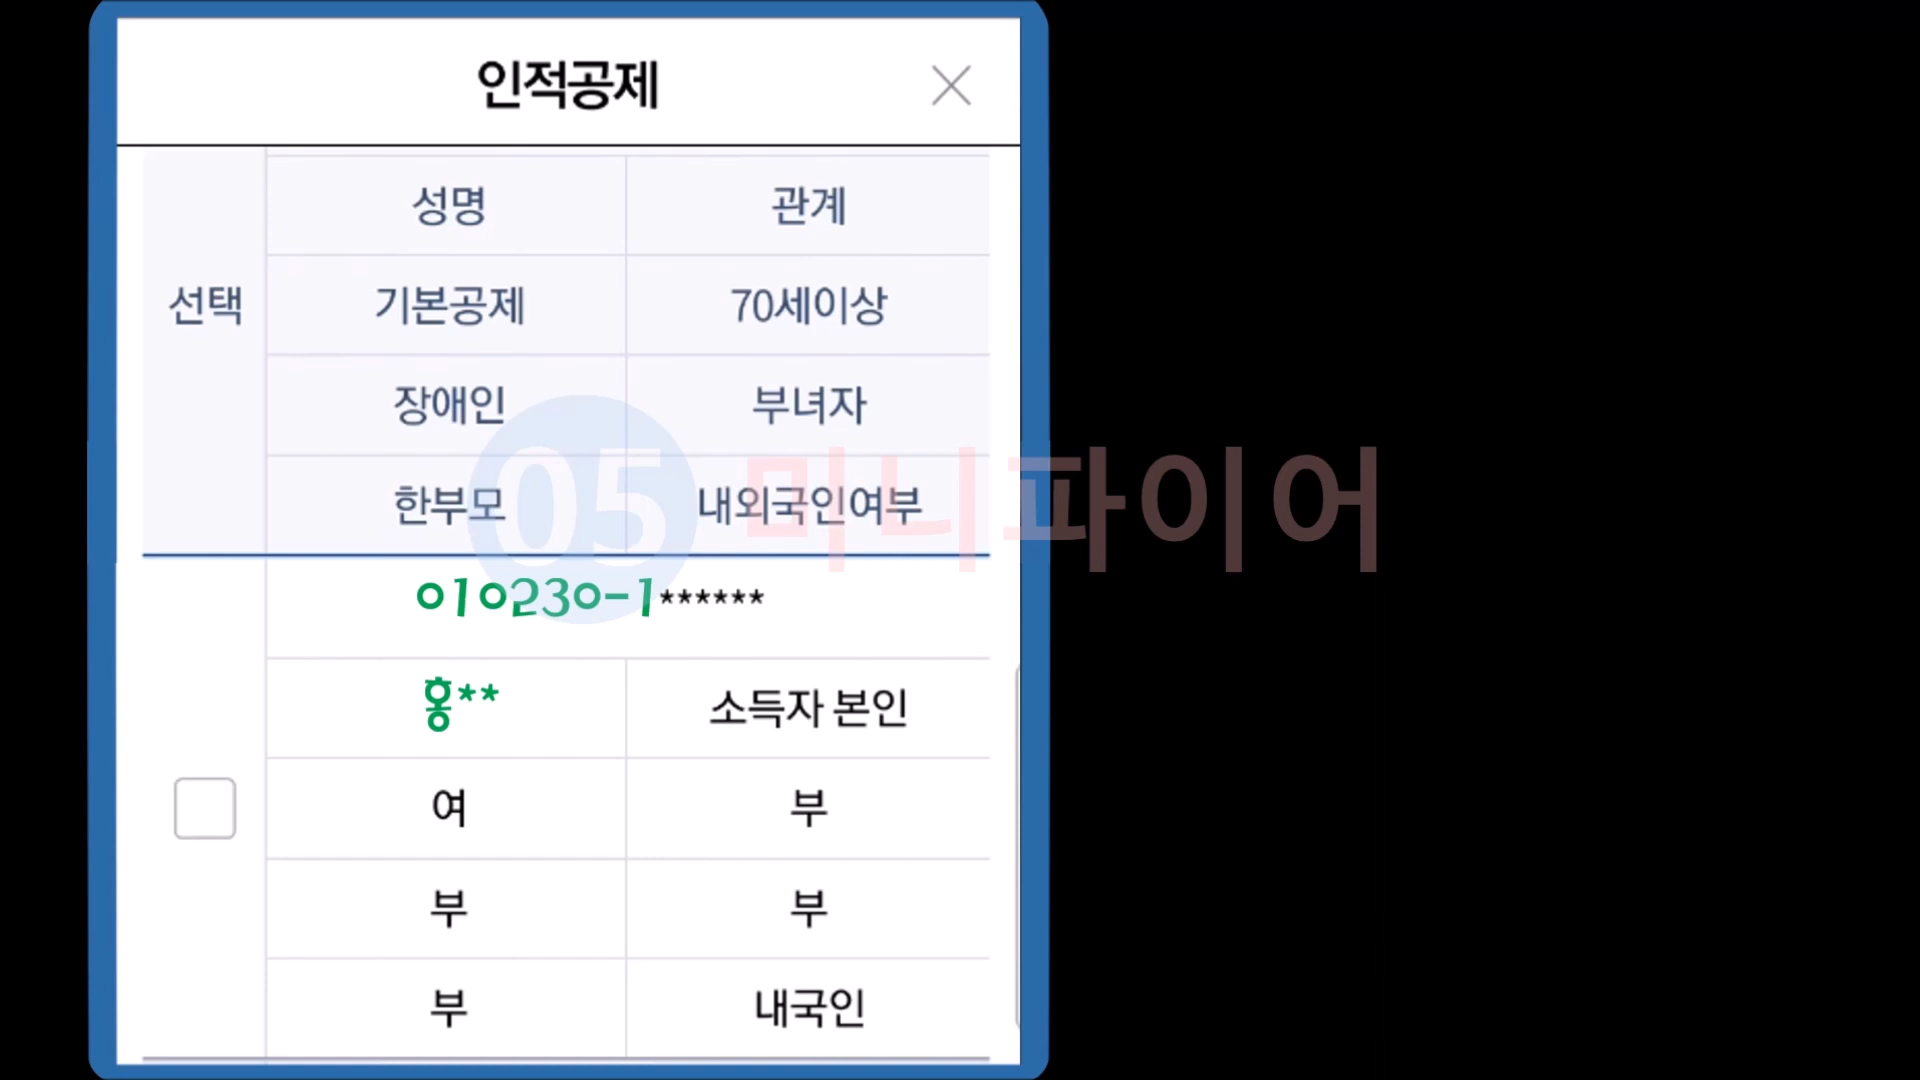 인적공제
성명 관계
선택 기본공제 70세이상
장애인 부녀자
한부모 내외국인여부
05 미니파이어
010230-1******
홍** 소득자 본인
여 부
부 부
부 내국인